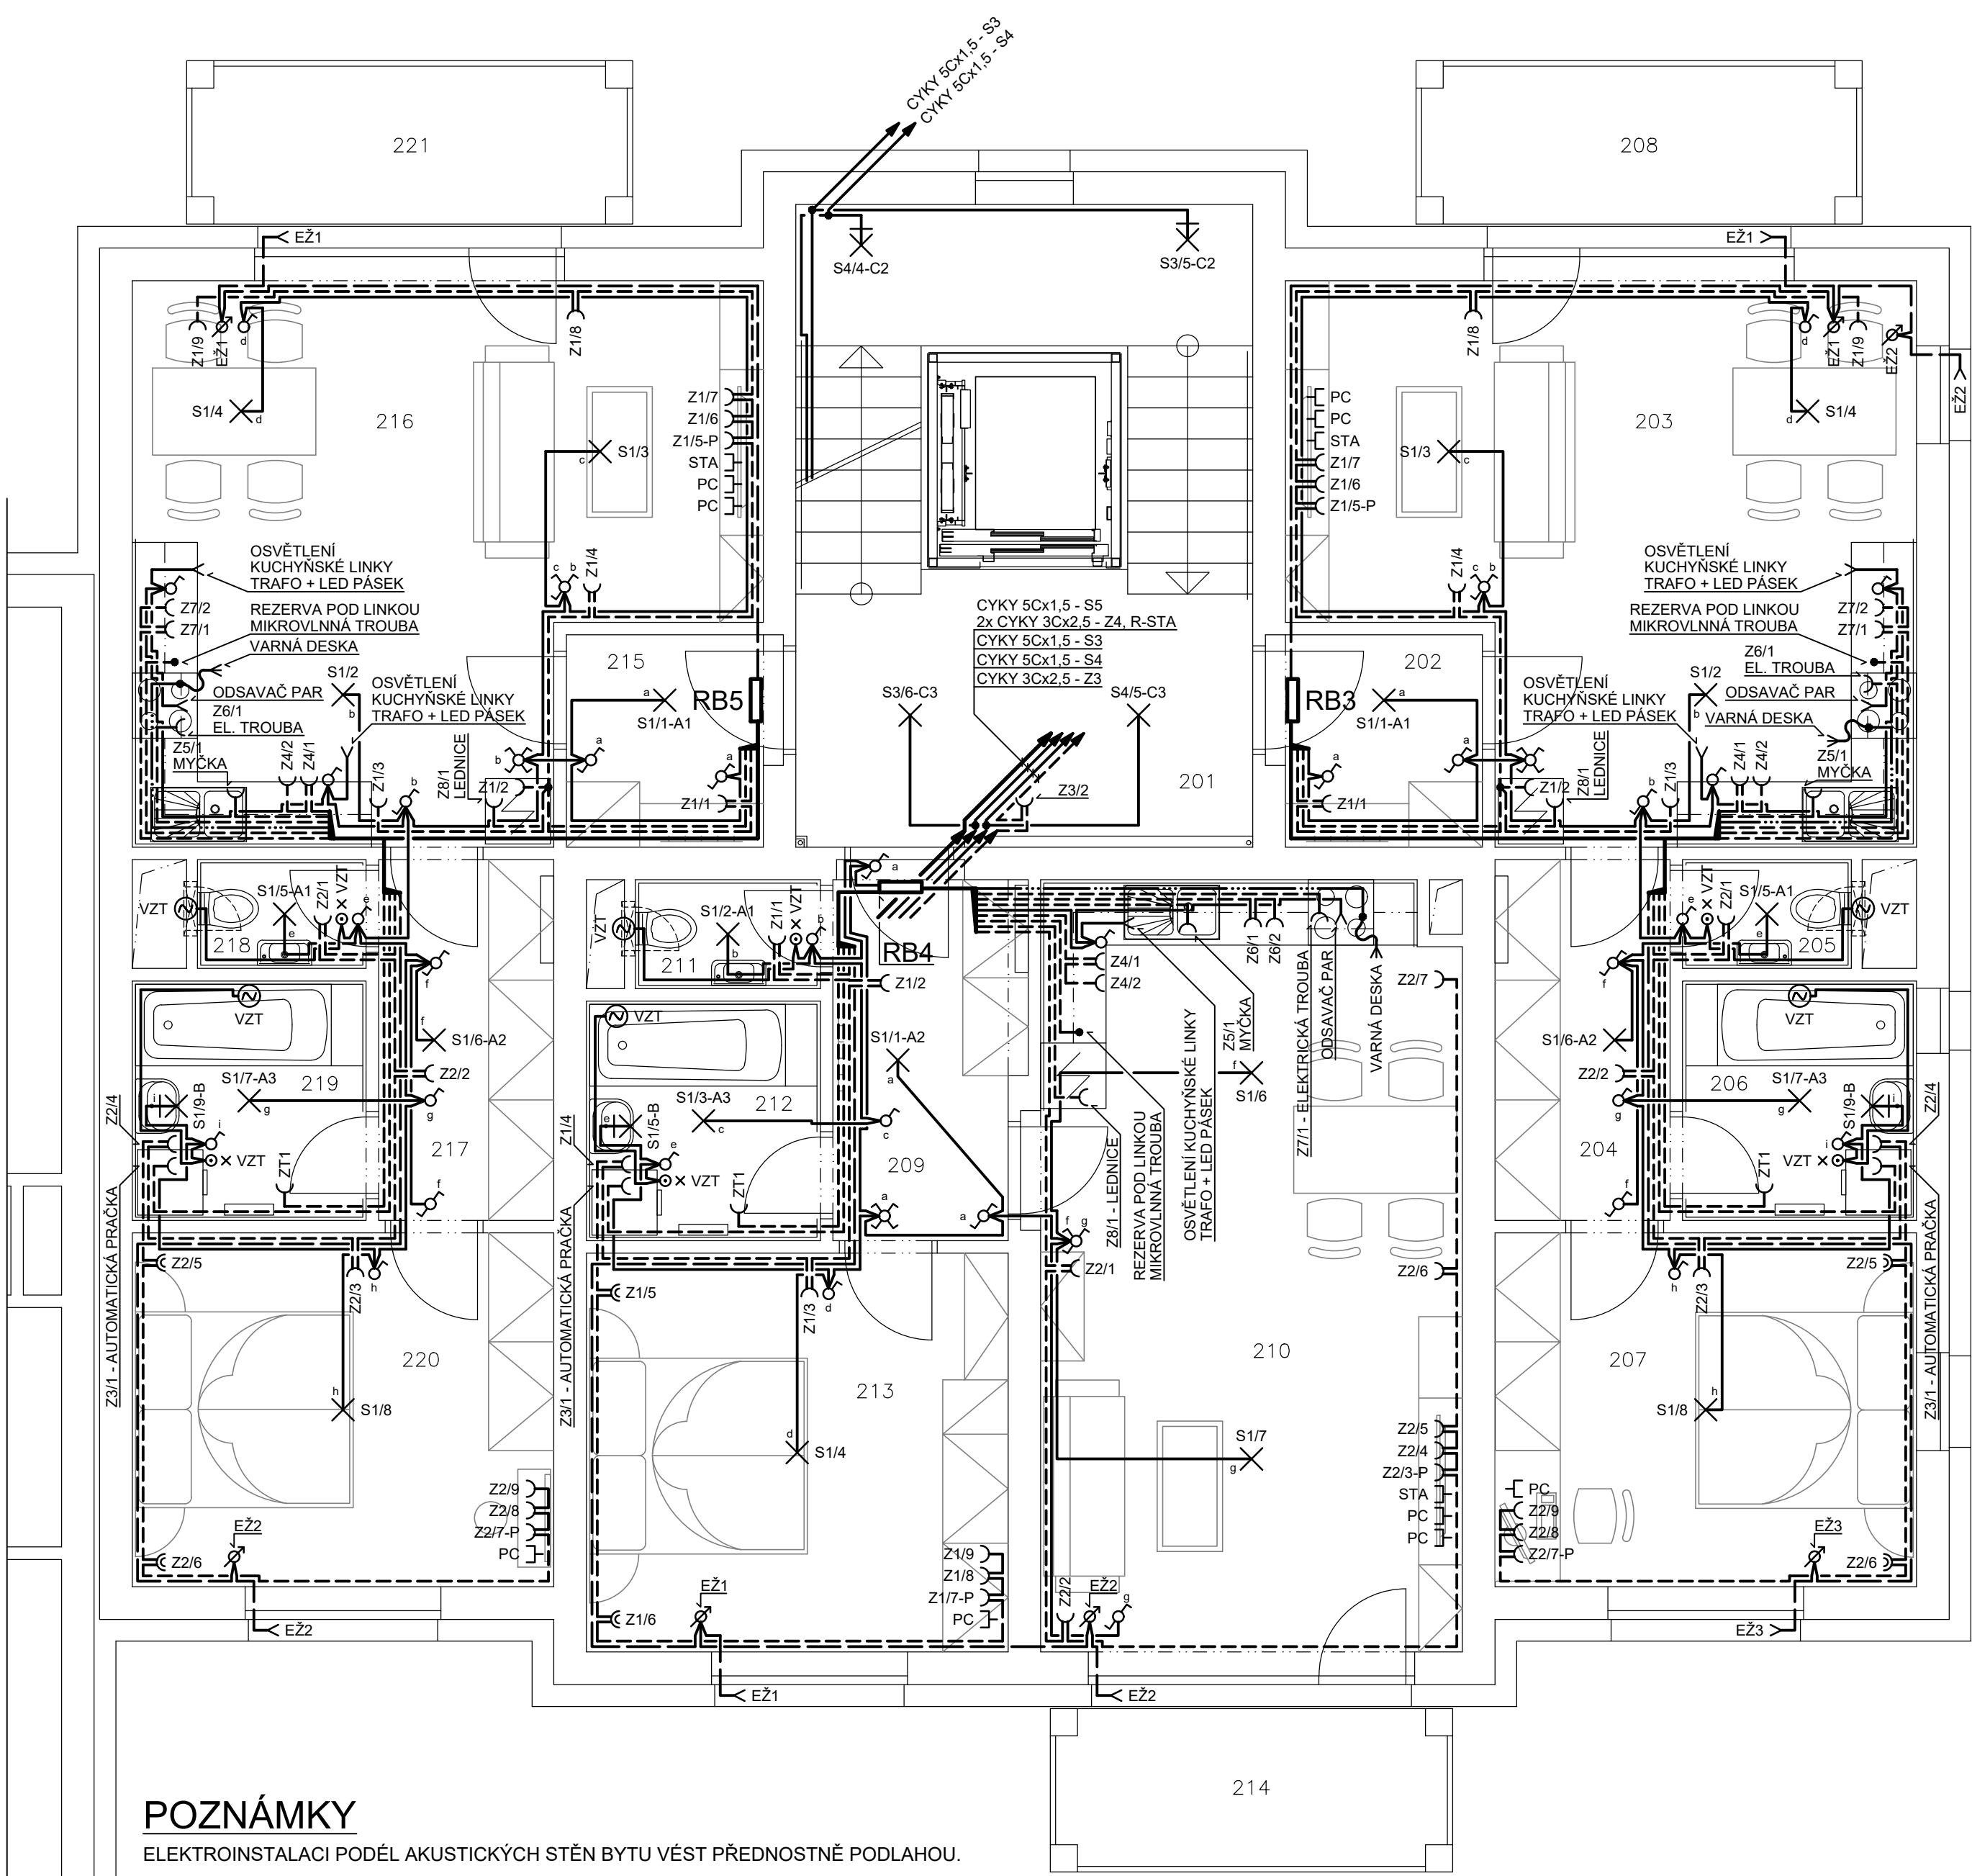 CYKY 5Cx1,5 - S3
CYKY 5Cx1,5 - S4
221
208
EŽ1
EŽ1
S4/4-C2
S3/5-C2
Z1/9
EŽ1
d
Z1/8
Z1/8
d
EŽ1
Z1/9
EŽ2
EŽ2
S1/4
d
216
Z1/7
Z1/6
Z1/5-P
STA
PC
PC
S1/3
c
PC
PC
STA
Z1/7
Z1/6
Z1/5-P
S1/3
c
203
S1/4
d
OSVĚTLENÍ
KUCHYŇSKÉ LINKY
TRAFO + LED PÁSEK
c
b
Z1/4
Z1/4
c
b
OSVĚTLENÍ
KUCHYŇSKÉ LINKY
TRAFO + LED PÁSEK
Z7/2
Z7/1
REZERVA POD LINKOU
MIKROVLNNÁ TROUBA
VARNÁ DESKA
CYKY 5Cx1,5 - S5
2x CYKY 3Cx2,5 - Z4, R-STA
CYKY 5Cx1,5 - S3
CYKY 5Cx1,5 - S4
CYKY 3Cx2,5 - Z3
REZERVA POD LINKOU
MIKROVLNNÁ TROUBA
Z7/2
Z7/1
215
202
S1/2
b
ODSAVAČ PAR
Z6/1
EL. TROUBA
OSVĚTLENÍ
KUCHYŇSKÉ LINKY
TRAFO + LED PÁSEK
a
S1/1-A1
RB5
S3/6-C3
S4/5-C3
RB3
a
S1/1-A1
OSVĚTLENÍ
KUCHYŇSKÉ LINKY
TRAFO + LED PÁSEK
S1/2
b
Z6/1
EL. TROUBA
ODSAVAČ PAR
VARNÁ DESKA
Z5/1
MYČKA
Z4/2
Z4/1
Z1/3
b
Z8/1
LEDNICE
Z1/2
b
a
a
Z1/1
Z3/2
201
a
Z1/1
a
Z1/2
Z8/1
LEDNICE
b
Z1/3
Z4/1
Z4/2
Z5/1
MYČKA
VZT
218
S1/5-A1
e
Z2/1
VZT
e
VZT
211
S1/2-A1
b
Z1/1
VZT
b
a
RB4
Z4/1
Z4/2
Z6/1
Z6/2
Z2/7
e
VZT
Z2/1
S1/5-A1
e
205
VZT
f
Z1/2
f
VZT
f
S1/6-A2
VZT
S1/1-A2
a
Z5/1
MYČKA
Z7/1 - ELEKTRICKÁ TROUBA
ODSAVAČ PAR
VARNÁ DESKA
S1/6-A2
VZT
219
S1/7-A3
g
Z2/2
g
212
S1/3-A3
c
c
f
S1/6
Z2/2
g
206
S1/7-A3
g
Z2/4
S1/9-B
i
i
VZT
ZT1
217
f
Z1/4
S1/5-B
e
e
VZT
ZT1
209
a
a
Z8/1 - LEDNICE
REZERVA POD LINKOU
MIKROVLNNÁ TROUBA
OSVĚTLENÍ KUCHYŇSKÉ LINKY
TRAFO + LED PÁSEK
204
f
ZT1
VZT
i
S1/9-B
i
Z2/4
Z3/1 - AUTOMATICKÁ PRAČKA
Z3/1 - AUTOMATICKÁ PRAČKA
Z3/1 - AUTOMATICKÁ PRAČKA
Z2/5
Z2/3
h
Z1/5
Z1/3
d
f
g
Z2/1
Z2/6
h
Z2/3
Z2/5
220
213
210
207
h
S1/8
d
S1/4
S1/7
g
S1/8
h
Z2/9
Z2/8
Z2/7-P
PC
Z2/5
Z2/4
Z2/3-P
STA
PC
PC
PC
Z2/9
Z2/8
Z2/7-P
Z2/6
EŽ2
Z1/9
Z1/8
Z1/7-P
PC
EŽ3
Z2/6
Z1/6
EŽ1
Z2/2
EŽ2
g
EŽ2
EŽ3
EŽ1
EŽ2
214
POZNÁMKY
ELEKTROINSTALACI PODÉL AKUSTICKÝCH STĚN BYTU VÉST PŘEDNOSTNĚ PODLAHOU.